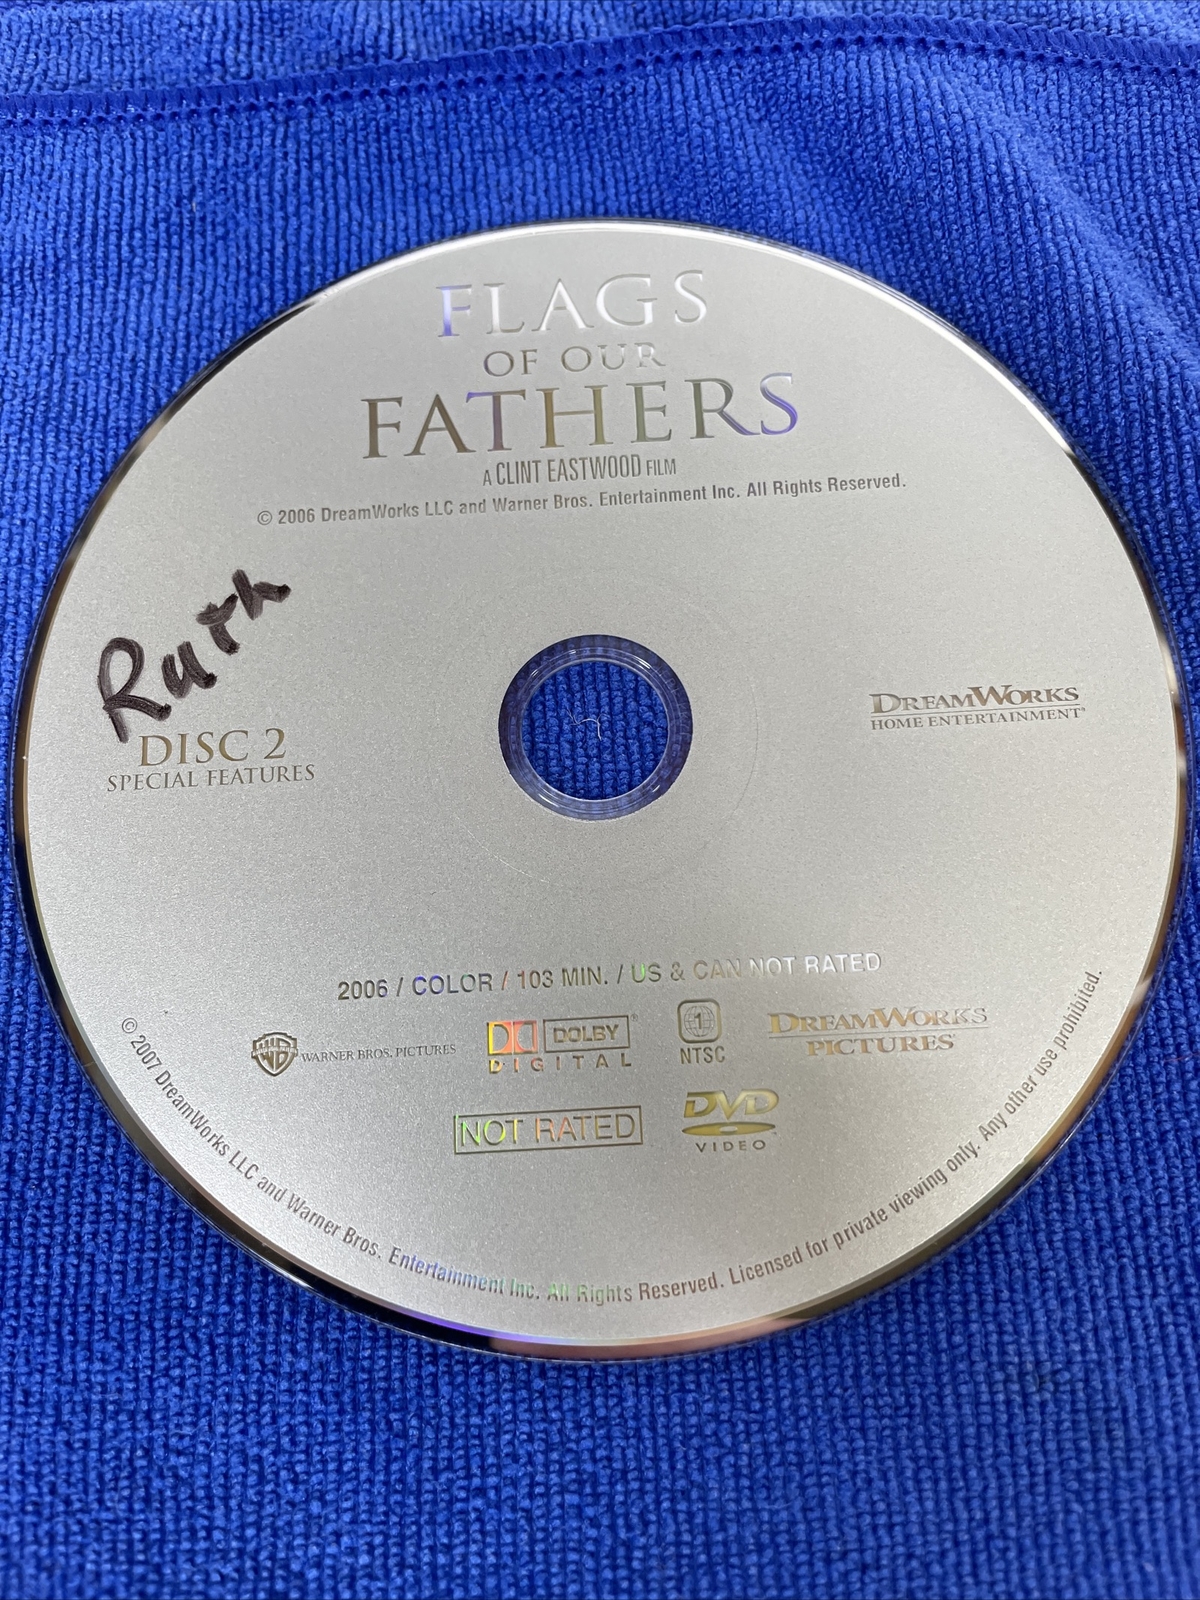 FLAGS
OF OUR
FATHERS
A CLINT EASTWOOD FILM
© 2006 DreamWorks LLC and Warner Bros. Entertainment Inc. All Rights Reserved.
Ruth
DISC 2
SPECIAL FEATURES
DREAMWORKS
HOME ENTERTAINMENT®
2006 / COLOR / 103 MIN. / US & CAN NOT RATED
WB WARNER BROS. PICTURES
DOLBY®
DIGITAL
1
NTSC
DREAMWORKS
PICTURES®
NOT RATED
DVD
VIDEO™
© 2007 DreamWorks LLC and Warner Bros. Entertainment Inc. All Rights Reserved. Licensed for private viewing only. Any other use prohibited.